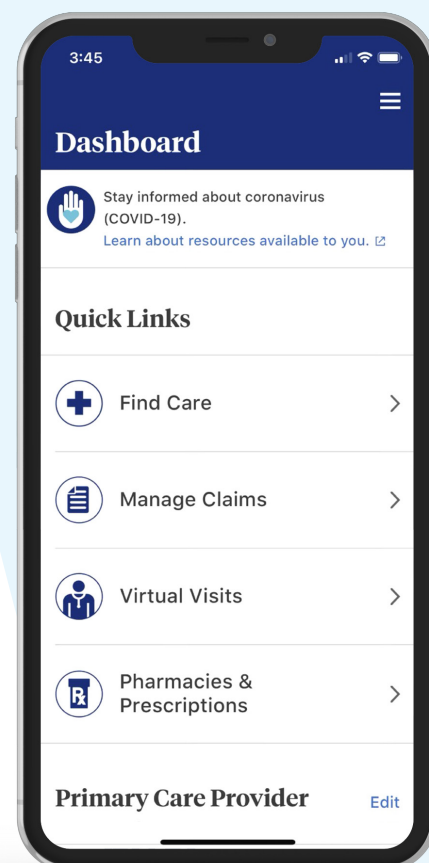 3:45
Dashboard
Stay informed about coronavirus
(COVID-19).
Learn about resources available to you.
Quick Links
Find Care
Manage Claims
Virtual Visits
Rx
Pharmacies &
Prescriptions
Primary Care Provider
Edit